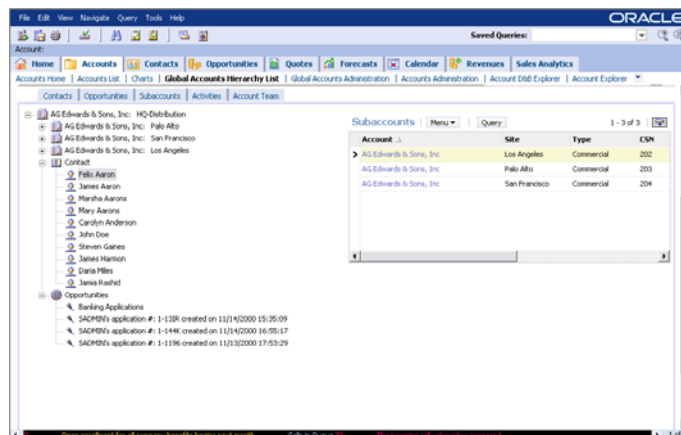 File Edit View Navigate Query Tools Help
ORACLE
Saved Queries:
Account:
Home Accounts Contacts Opportunities Quotes Forecasts Calendar Revenues Sales Analytics
Accounts Home | Accounts List | Charts | Global Accounts Hierarchy List | Global Accounts Administration | Accounts Administration | Account D&B Explorer | Account Explorer
Contacts | Opportunities | Subaccounts | Activities | Account Team
AG Edwards & Sons, Inc: HQ-Distribution
AG Edwards & Sons, Inc: Palo Alto
AG Edwards & Sons, Inc: San Francisco
AG Edwards & Sons, Inc: Los Angeles
Contact
Felix Aaron
James Aaron
Marsha Aarons
Mary Aarons
Carolyn Anderson
John Doe
Steven Gaines
James Harmon
Daria Miles
Jamia Rashid
Opportunities
Banking Applications
SADMIN's application #: 1-13IR created on 11/14/2000 15:35:09
SADMIN's application #: 1-144K created on 11/14/2000 16:55:17
SADMIN's application #: 1-1196 created on 11/13/2000 17:53:29
Subaccounts Menu Query 1 - 3 of 3
Account Site Type CSN
AG Edwards & Sons, Inc Los Angeles Commercial 202
AG Edwards & Sons, Inc Palo Alto Commercial 203
AG Edwards & Sons, Inc San Francisco Commercial 204